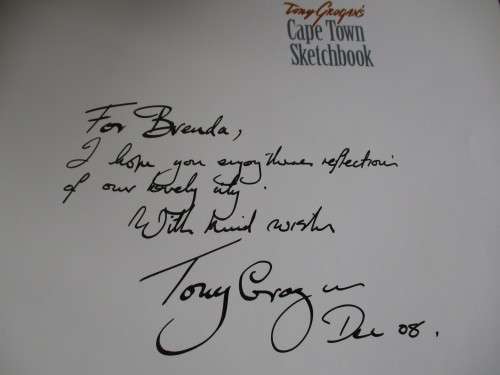 Tony Grogan's
Cape Town
Sketchbook
For Brenda,
I hope you enjoy these reflections
of our lovely city.
With kind wishes
Tony Grogan
Dec 08.